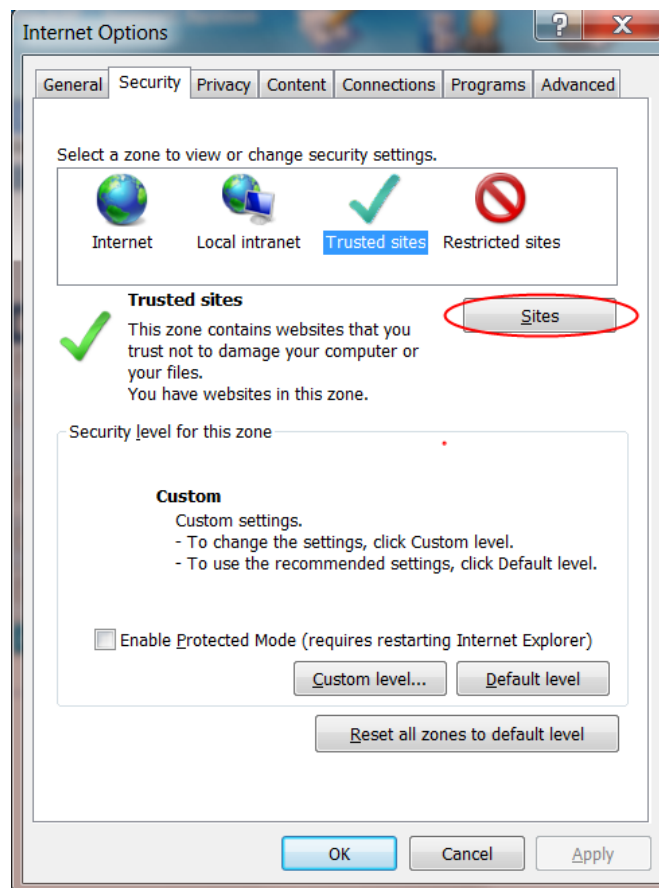 Internet Options
? X
General Security Privacy Content Connections Programs Advanced
Select a zone to view or change security settings.
Internet Local intranet Trusted sites Restricted sites
Trusted sites
Sites
This zone contains websites that you
trust not to damage your computer or
your files.
You have websites in this zone.
Security level for this zone
Custom
Custom settings.
- To change the settings, click Custom level.
- To use the recommended settings, click Default level.
Enable Protected Mode (requires restarting Internet Explorer)
Custom level... Default level
Reset all zones to default level
OK Cancel Apply